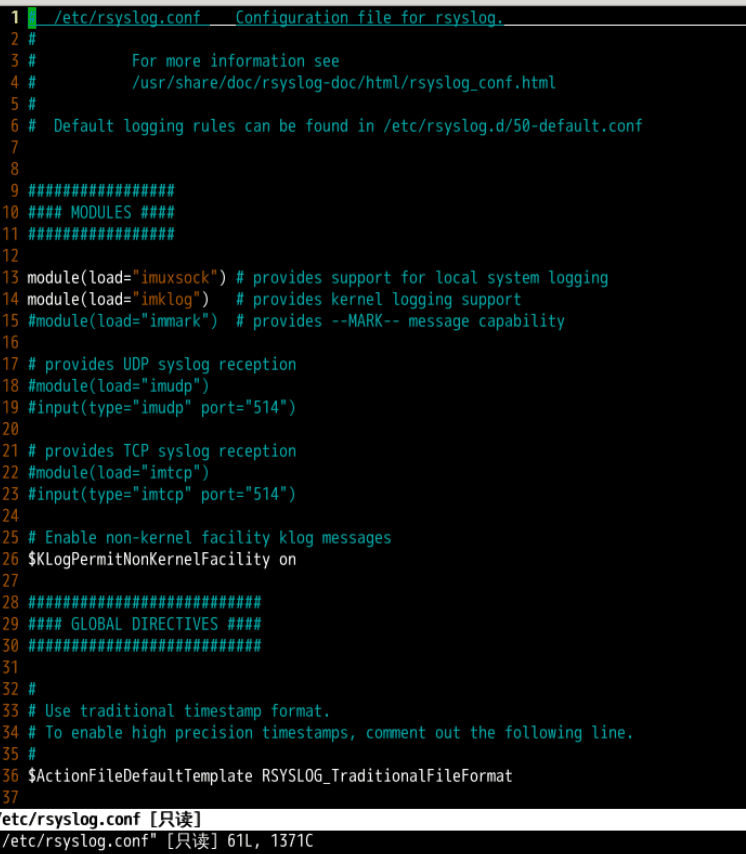 1 # /etc/rsyslog.conf Configuration file for rsyslog.
2 #
3 # For more information see
4 # /usr/share/doc/rsyslog-doc/html/rsyslog_conf.html
5 #
6 # Default logging rules can be found in /etc/rsyslog.d/50-default.conf
7
8
9 #################
10 #### MODULES ####
11 #################
12
13 module(load="imuxsock") # provides support for local system logging
14 module(load="imklog") # provides kernel logging support
15 #module(load="immark") # provides --MARK-- message capability
16
17 # provides UDP syslog reception
18 #module(load="imudp")
19 #input(type="imudp" port="514")
20
21 # provides TCP syslog reception
22 #module(load="imtcp")
23 #input(type="imtcp" port="514")
24
25 # Enable non-kernel facility klog messages
26 $KLogPermitNonKernelFacility on
27
28 ###########################
29 #### GLOBAL DIRECTIVES ####
30 ###########################
31
32 #
33 # Use traditional timestamp format.
34 # To enable high precision timestamps, comment out the following line.
35 #
36 $ActionFileDefaultTemplate RSYSLOG_TraditionalFileFormat
37
/etc/rsyslog.conf [只读]
/etc/rsyslog.conf" [只读] 61L, 1371C